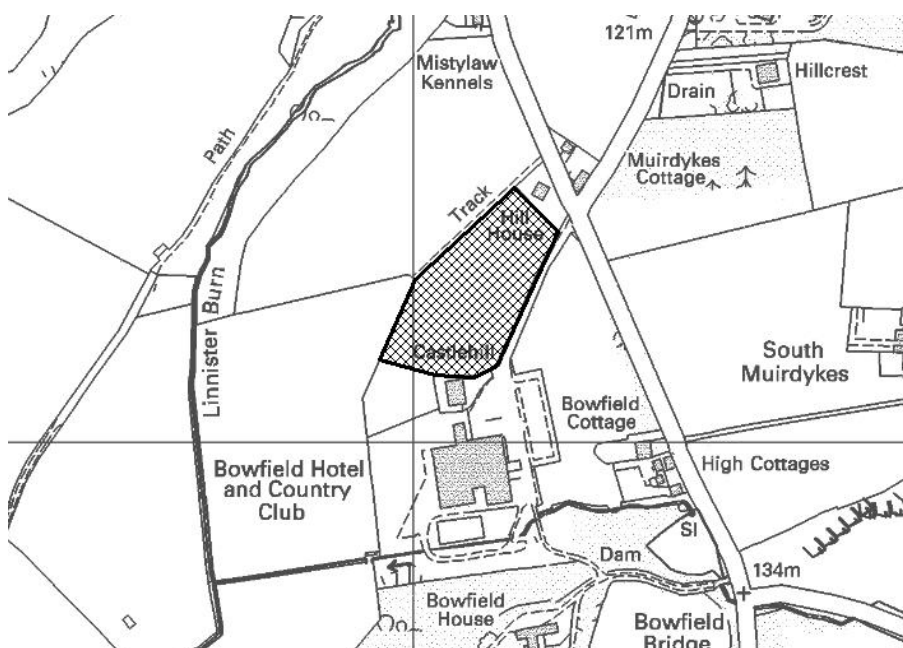 121m
Mistylaw
Kennels
Hillcrest
Drain
Path
Muirdykes
Cottage
Track
Hill
House
Linnister Burn
Castlehill
South
Muirdykes
Bowfield
Cottage
Bowfield Hotel
and Country
Club
High Cottages
Sl
Dam
134m
Bowfield
House
Bowfield
Bridge